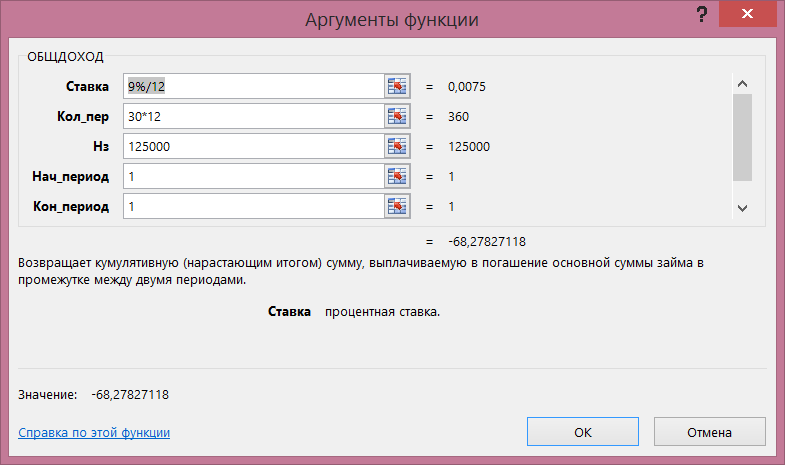 Аргументы функции
ОБЩДОХОД
Ставка 9%/12 = 0,0075
Кол_пер 30*12 = 360
Нз 125000 = 125000
Нач_период 1 = 1
Кон_период 1 = 1
= -68,27827118
Возвращает кумулятивную (нарастающим итогом) сумму, выплачиваемую в погашение основной суммы займа в
промежутке между двумя периодами.
Ставка процентная ставка.
Значение: -68,27827118
Справка по этой функции
ОК Отмена